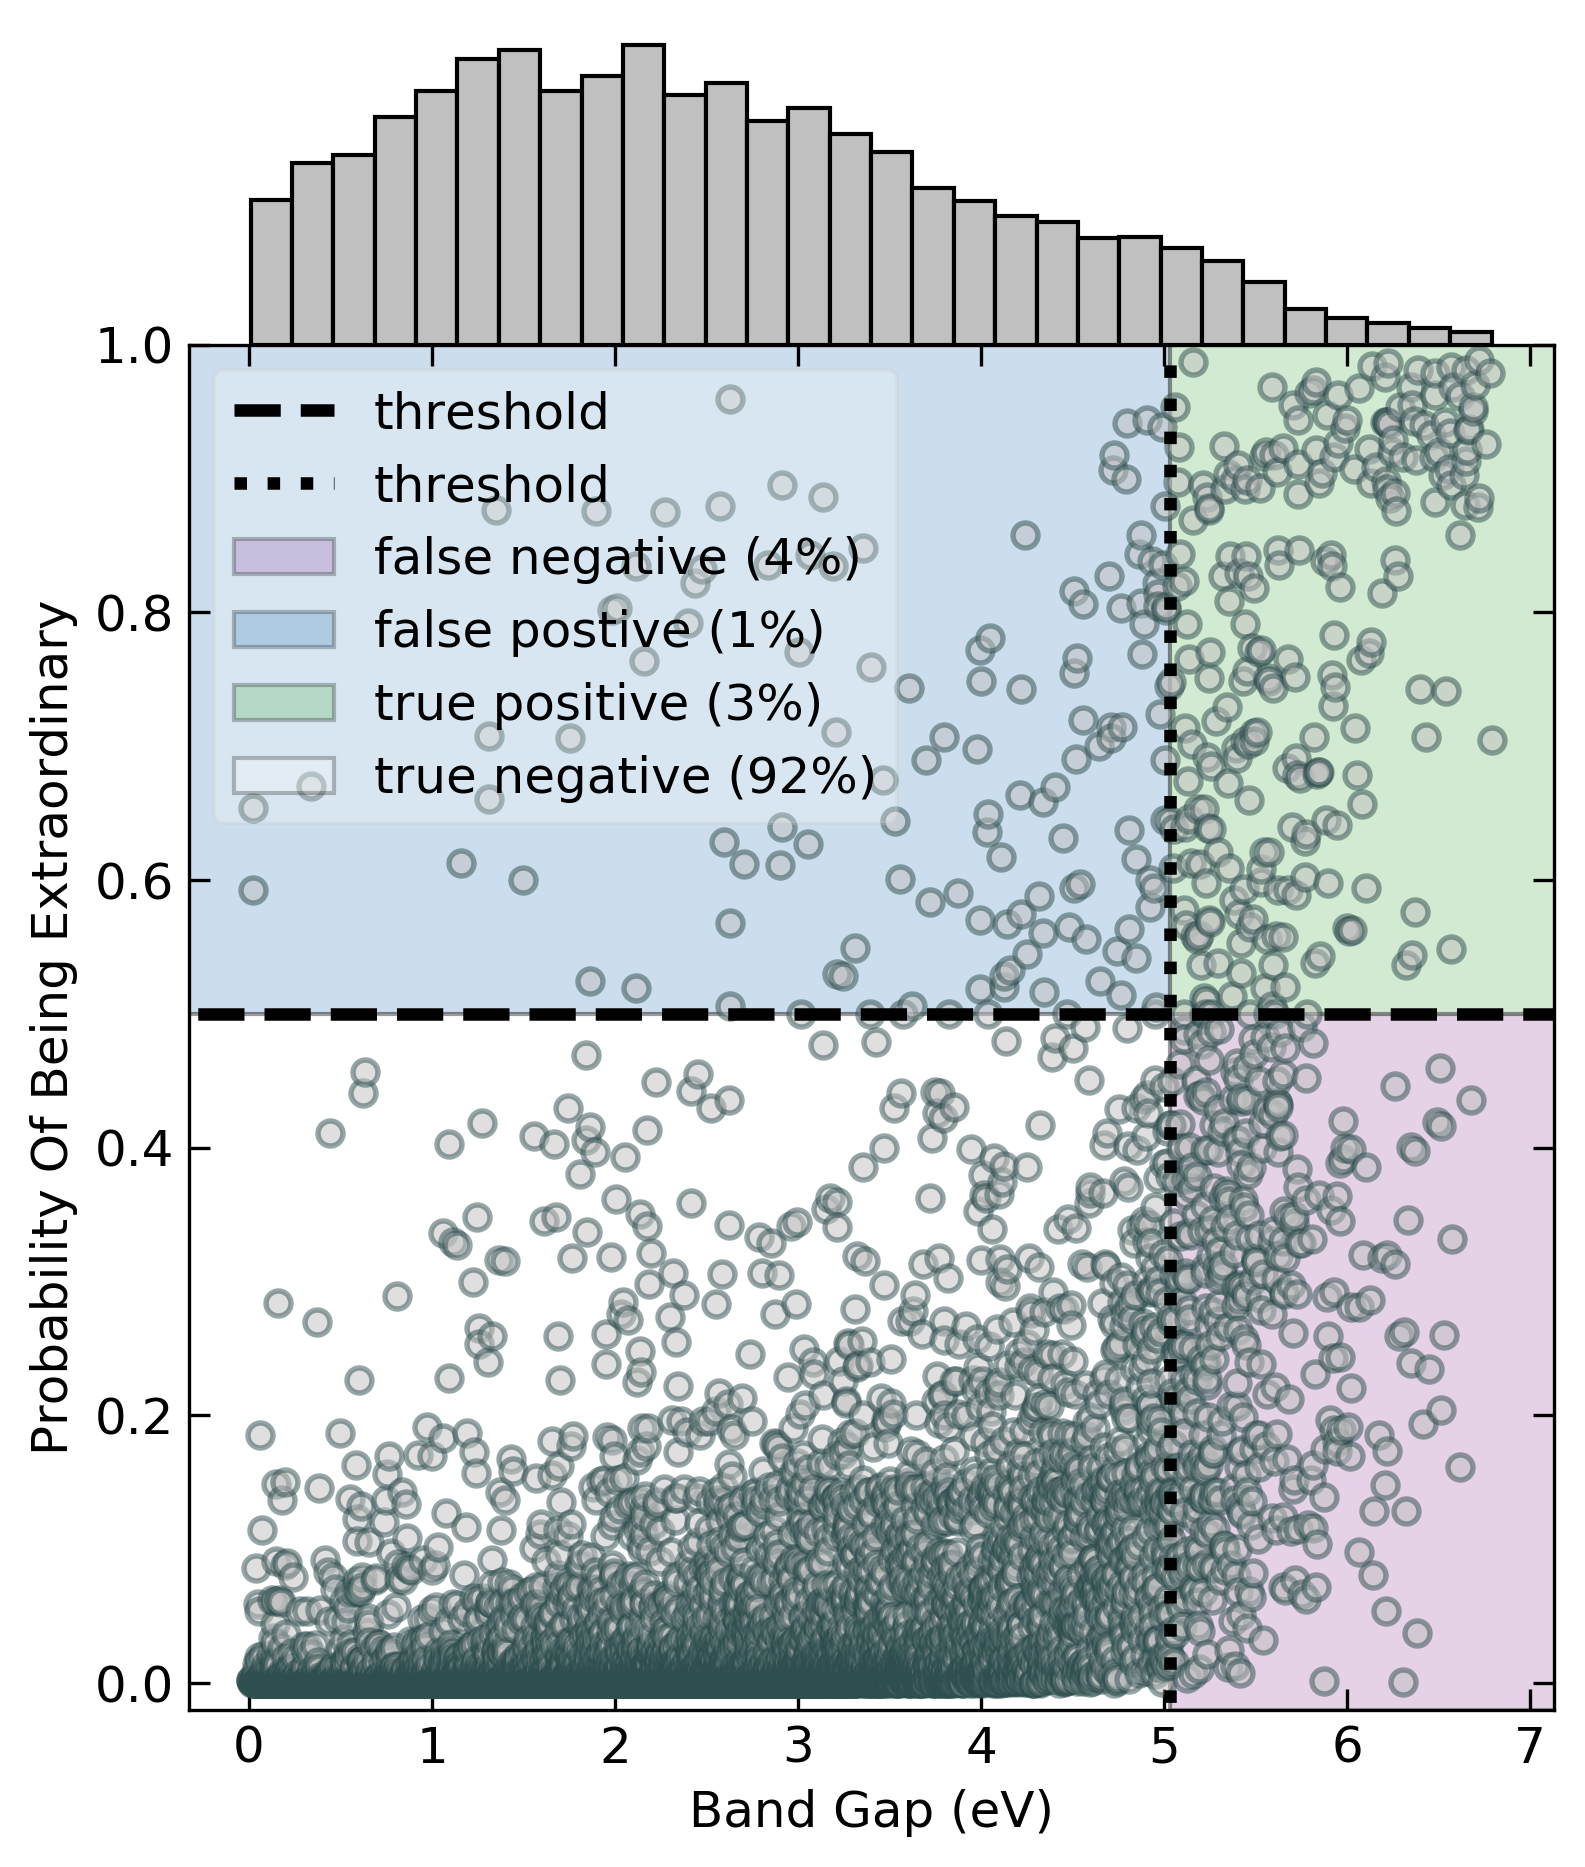 1.0
0.8
0.6
0.4
0.2
0.0
Probability Of Being Extraordinary
threshold
threshold
false negative (4%)
false postive (1%)
true positive (3%)
true negative (92%)
0 1 2 3 4 5 6 7
Band Gap (eV)